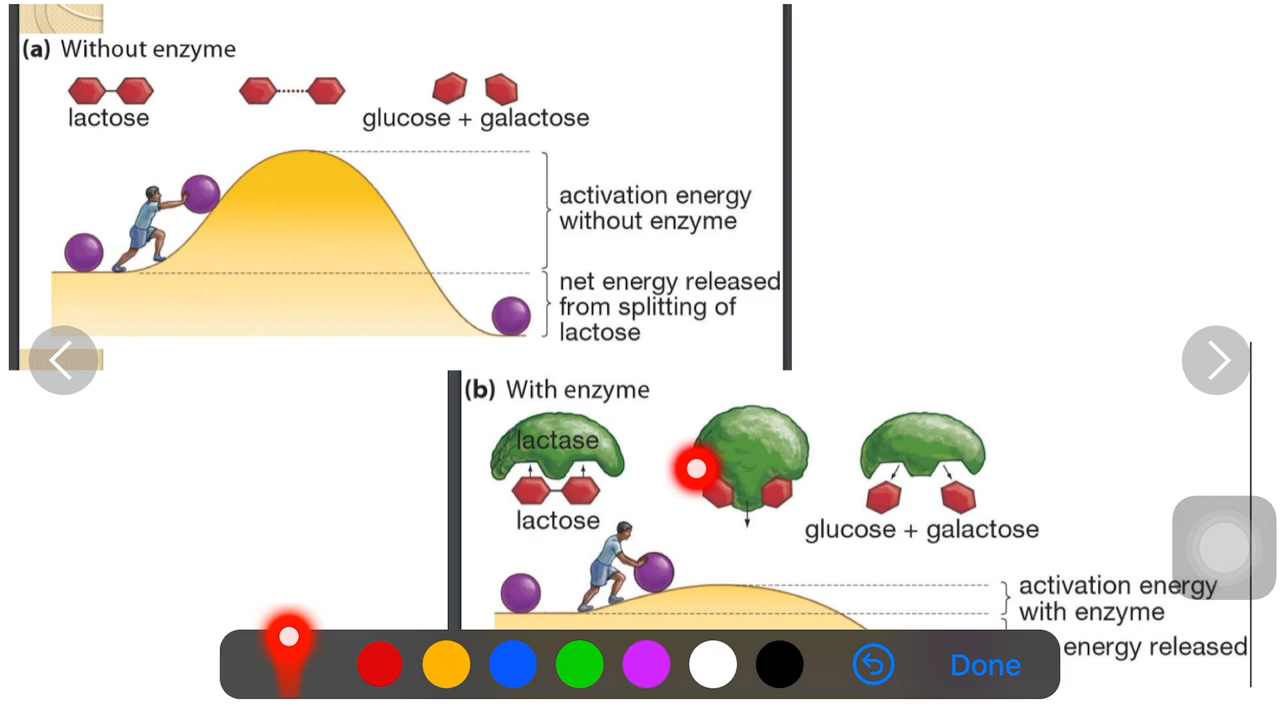 (a) Without enzyme
lactose
glucose + galactose
activation energy
without enzyme
net energy released
from splitting of
lactose
(b) With enzyme
lactase
lactose
glucose + galactose
activation energy
with enzyme
energy released
Done